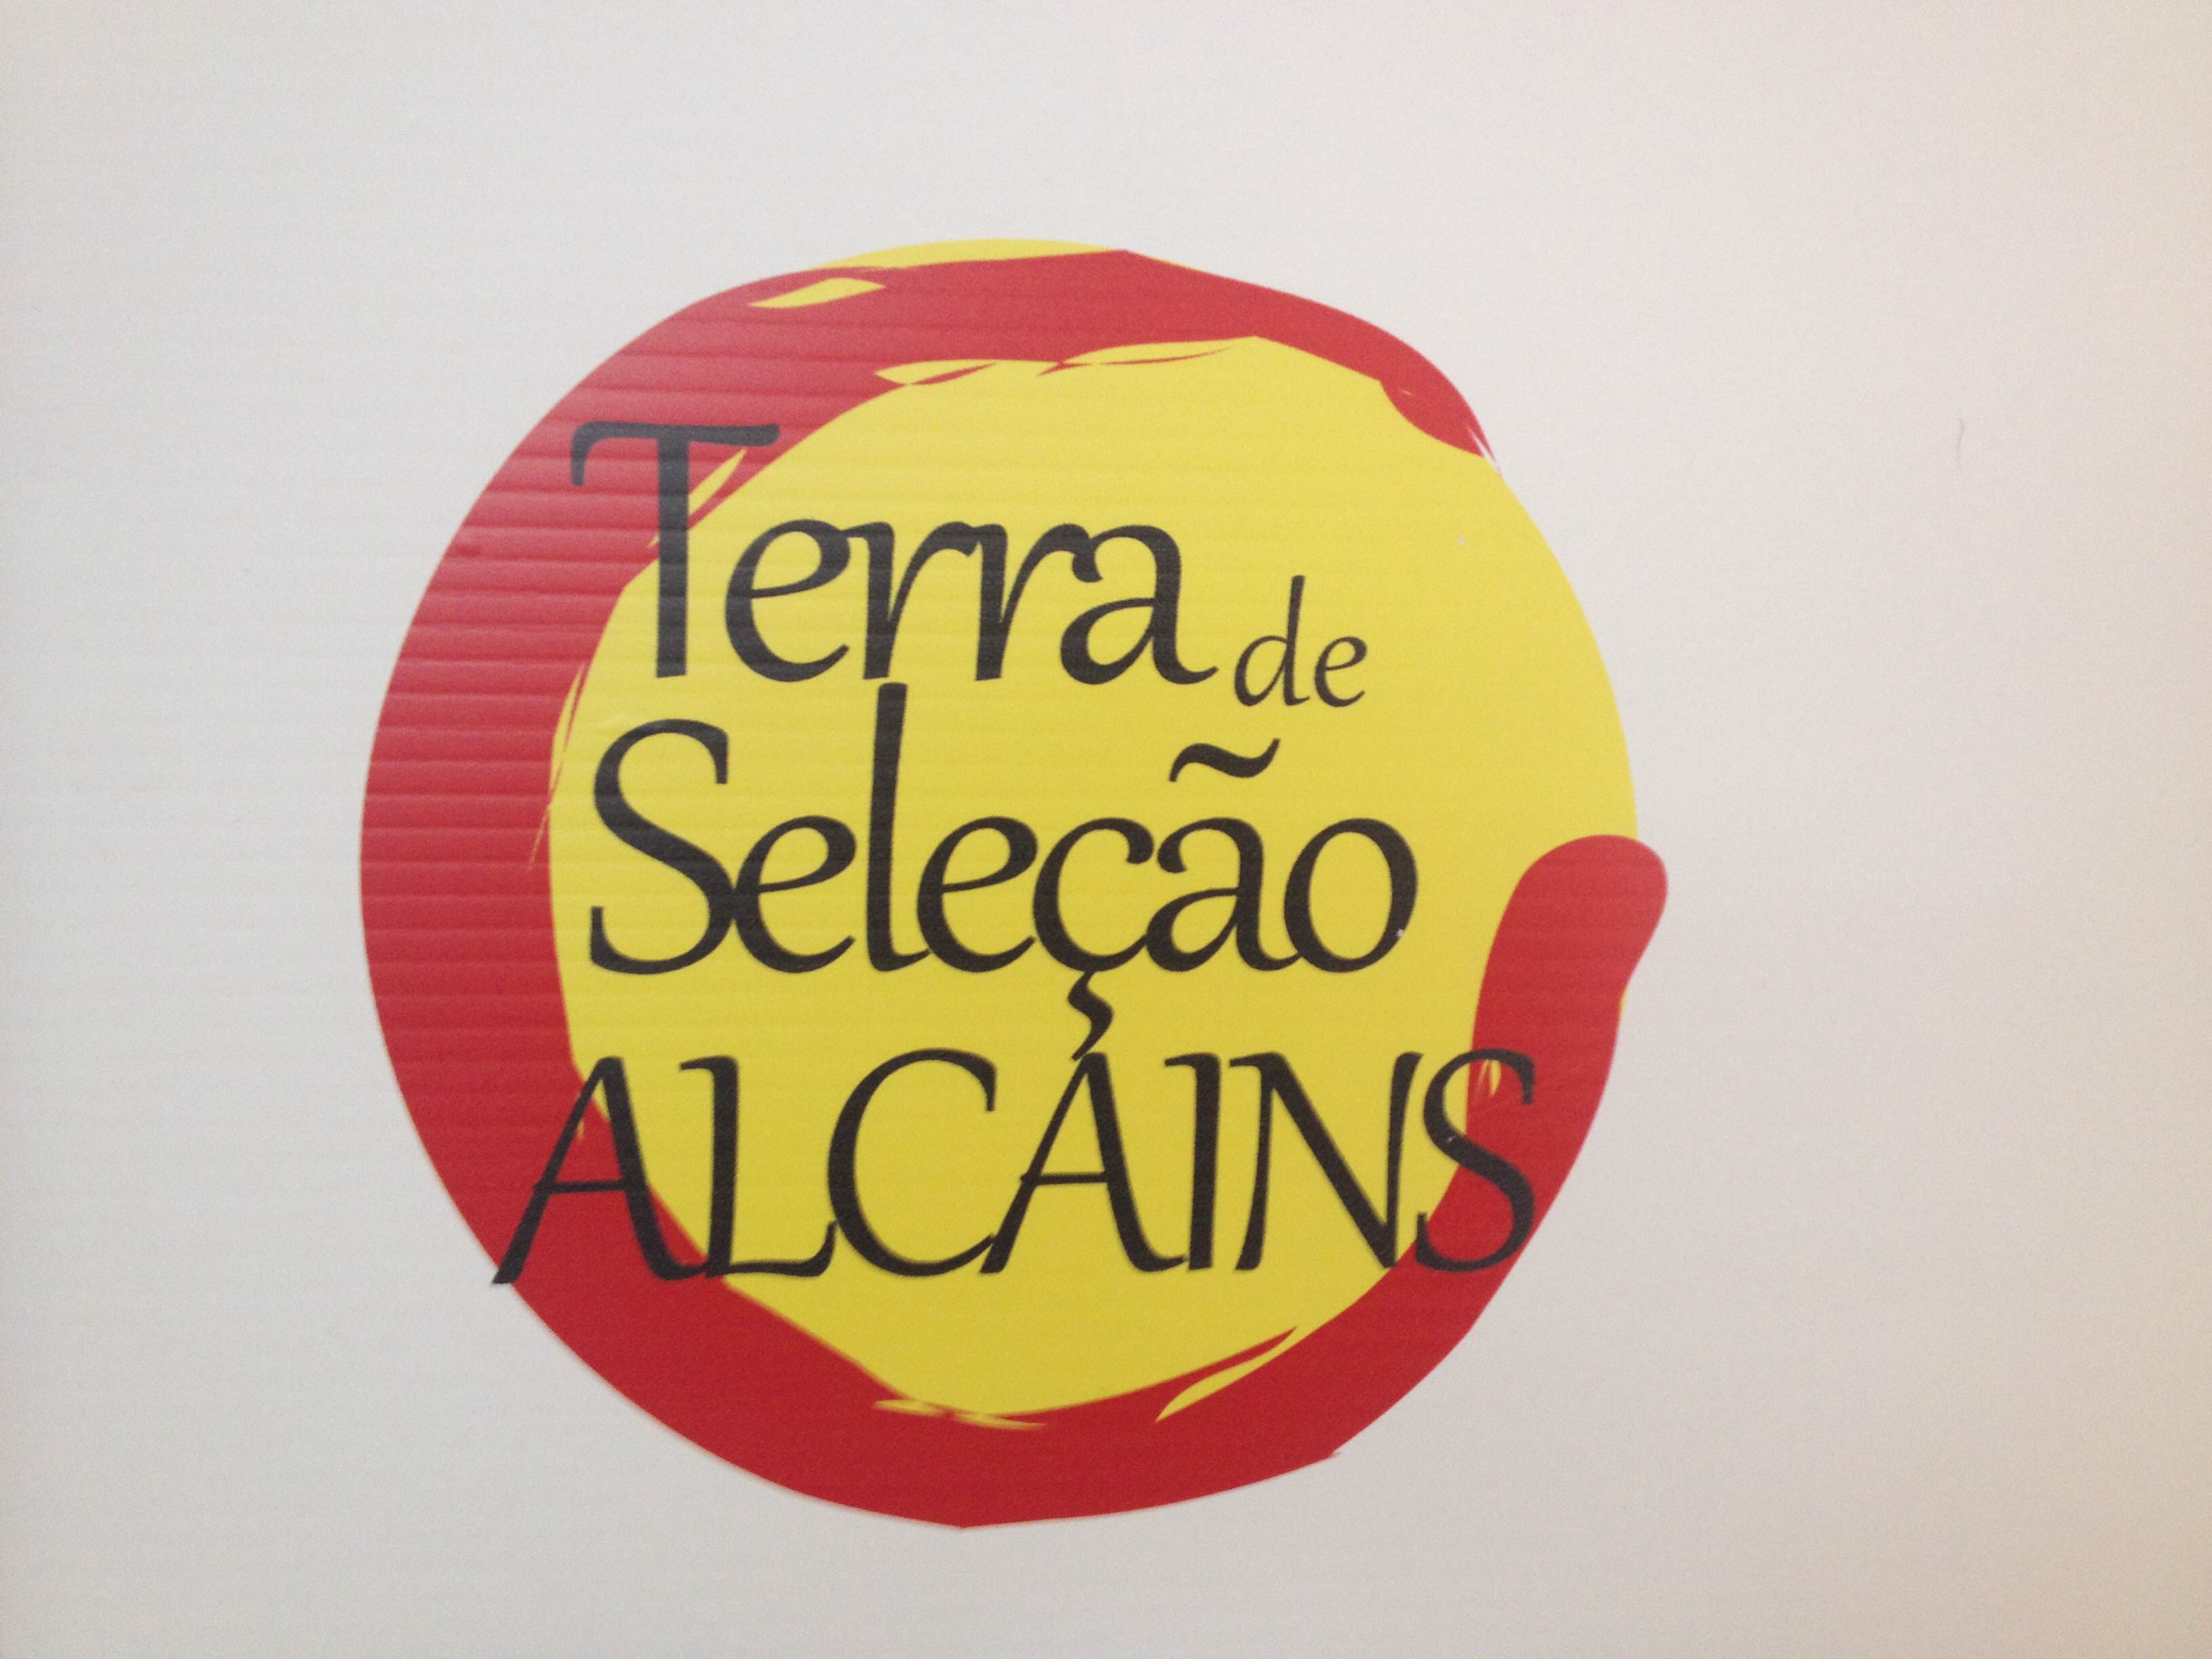 Terra de
Seleção
ALCAINS